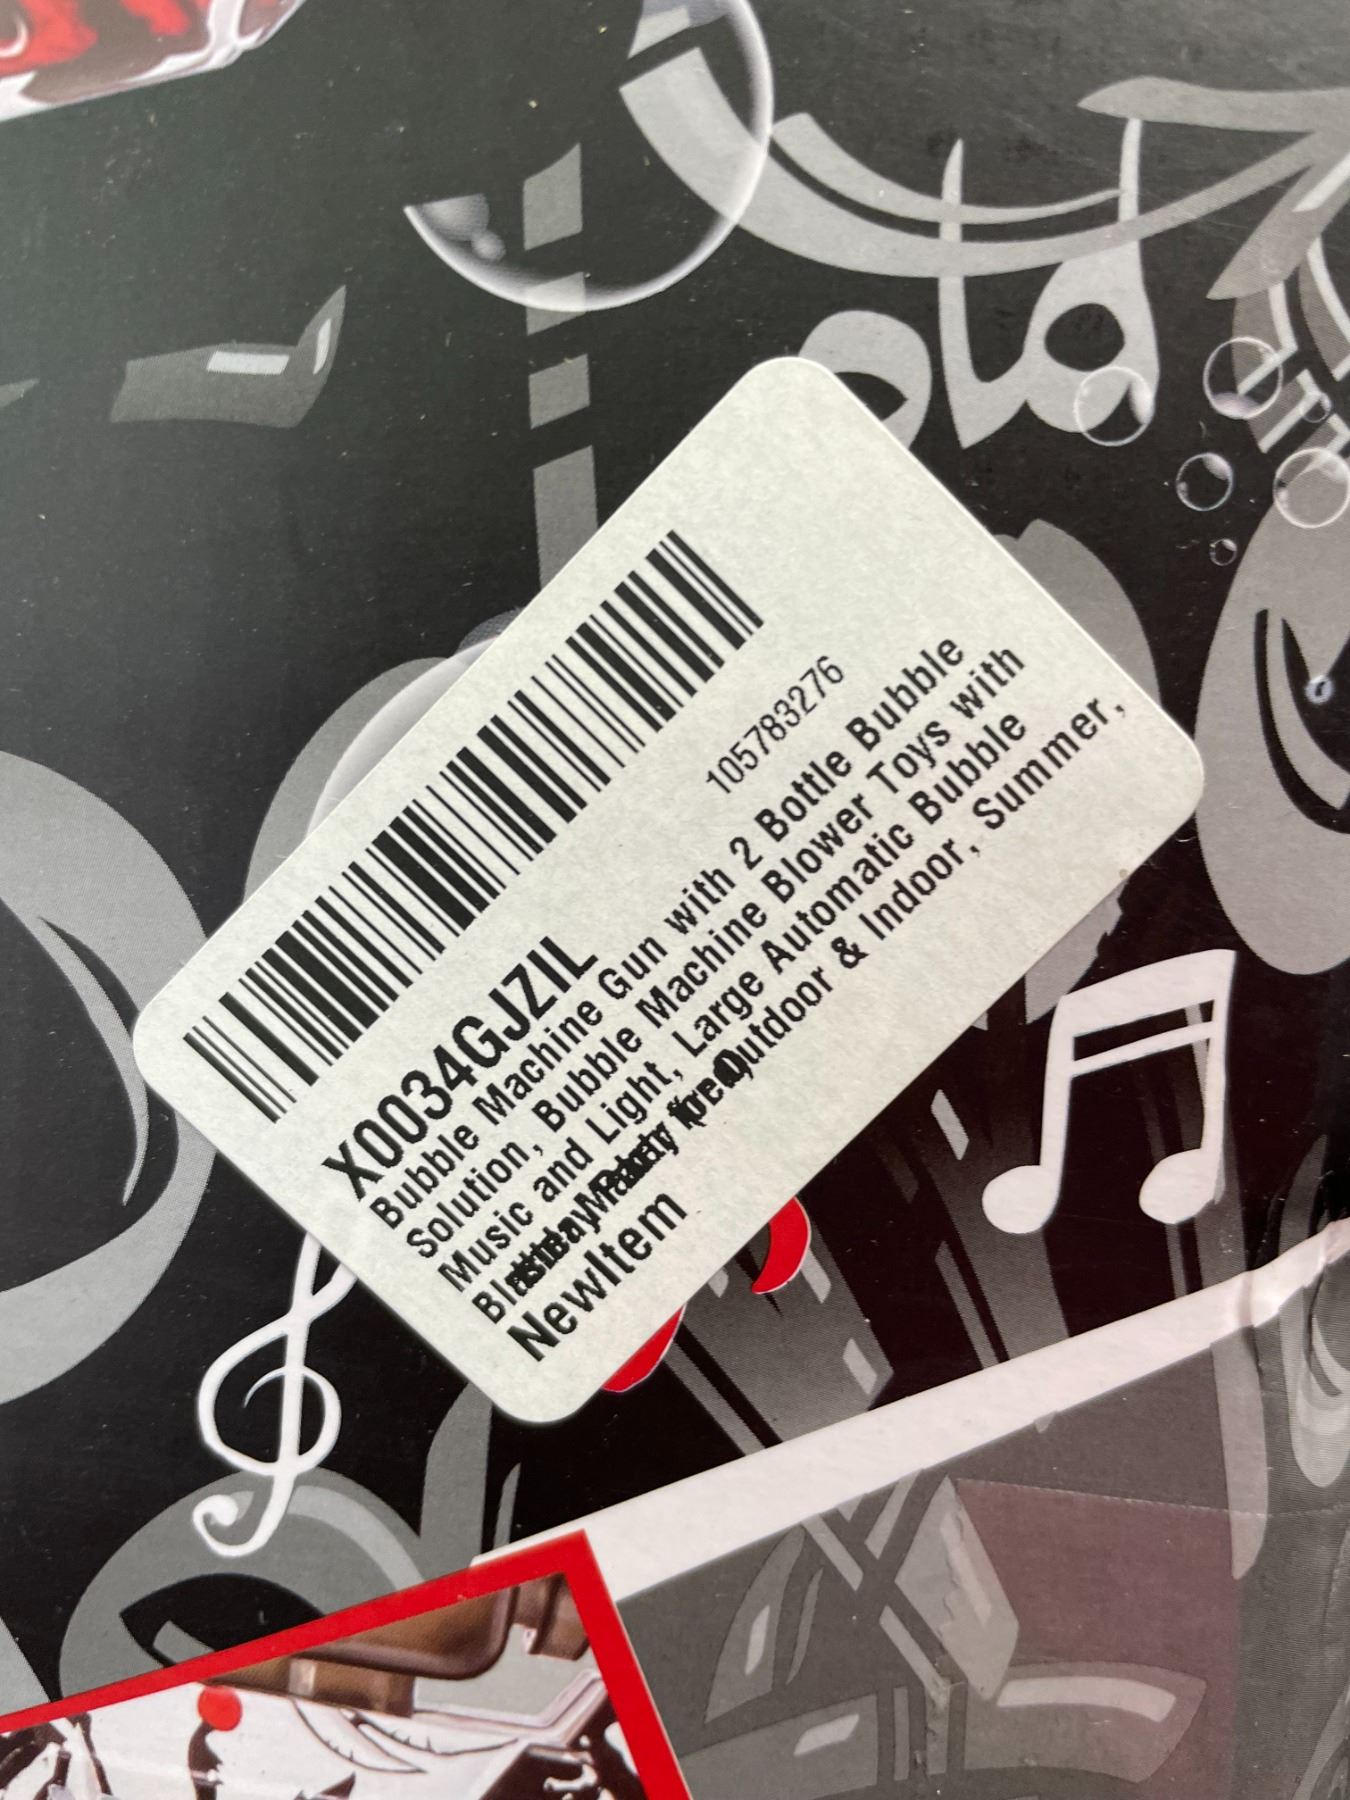 105783276
X0034GJZIL
Bubble Machine Gun with 2 Bottle Bubble
Solution, Bubble Machine Blower Toys with
Music and Light, Large Automatic Bubble
Outdoor & Indoor, Summer,
NewItem